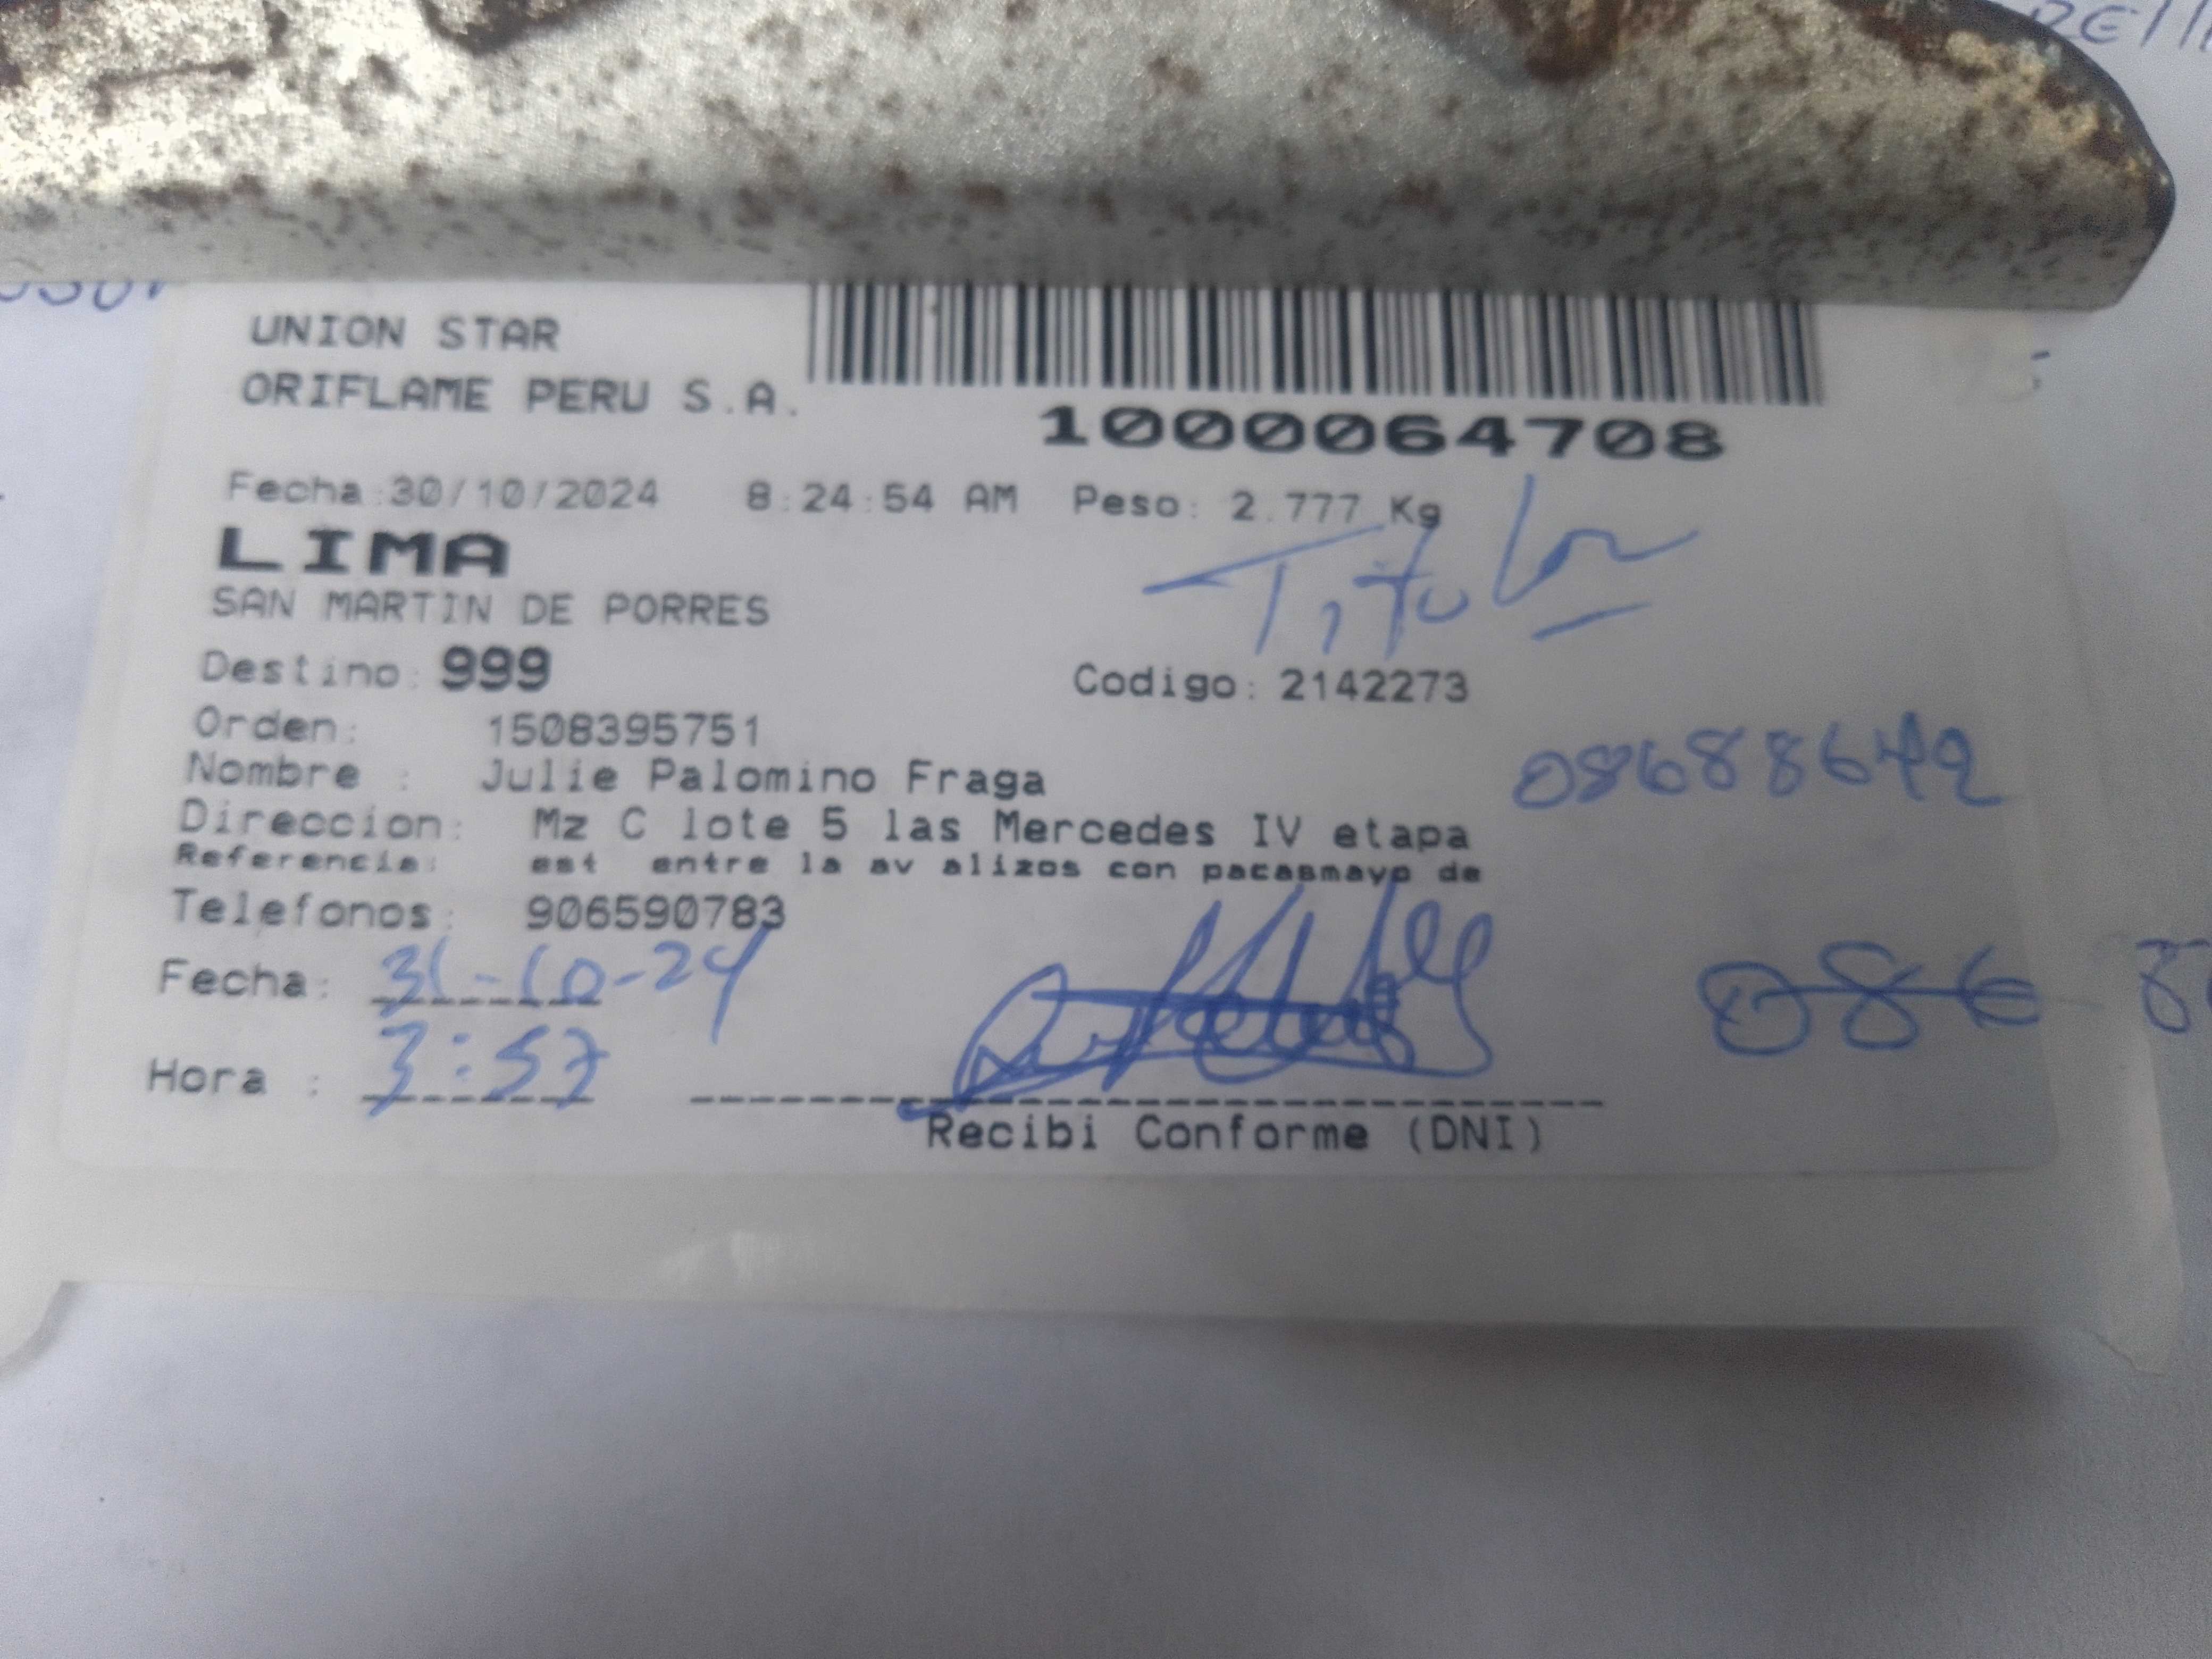 UNION STAR
ORIFLAME PERU S.A.
1000064708
Fecha:30/10/2024 8:24:54 AM Peso: 2.777 Kg
LIMA
Titular
SAN MARTIN DE PORRES
Destino: 999 Codigo: 2142273
Orden: 1508395751
Nombre : Julie Palomino Fraga
08688649
Direccion: Mz C lote 5 las Mercedes IV etapa
Referencia: est entre la av alizos con pacasmayo de
Telefonos: 906590783
Fecha: 31-10-24
086
Hora : 3:57
Recibi Conforme (DNI)